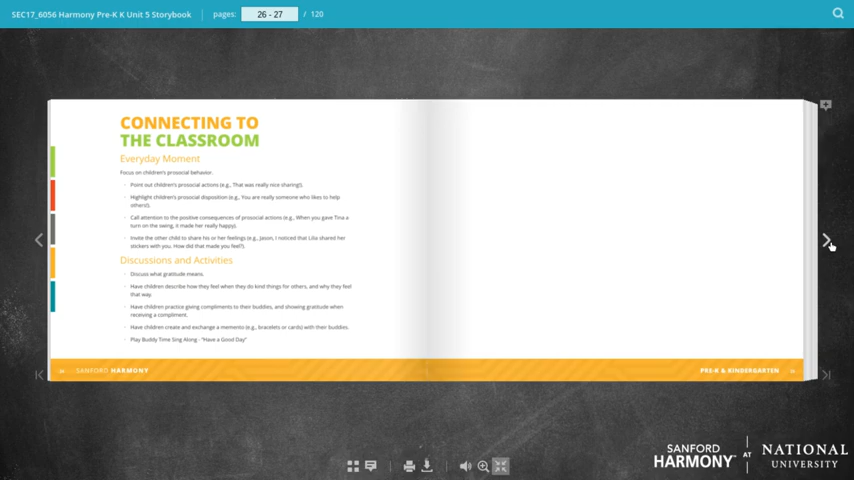 SEC17_6056 Harmony Pre-K K Unit 5 Storybook
pages:
26 - 27
/ 120
CONNECTING TO
THE CLASSROOM
Everyday Moment
Focus on children's prosocial behavior.
Point out children's prosocial actions (e.g., That was really nice sharing!).
Highlight children's prosocial disposition (e.g., You are really someone who likes to help
others!).
Call attention to the positive consequences of prosocial actions (e.g., When you gave Tina a
turn on the swing, it made her really happy).
Invite the other child to share his or her feelings (e.g., Jason, I noticed that Lilia shared her
stickers with you. How did that made you feel?).
Discussions and Activities
Discuss what gratitude means.
Have children describe how they feel when they do kind things for others, and why they feel
that way.
Have children practice giving compliments to their buddies, and showing gratitude when
receiving a compliment.
Have children create and exchange a memento (e.g., bracelets or cards) with their buddies.
Play Buddy Time Sing Along - "Have a Good Day"
SANFORD HARMONY
PRE-K & KINDERGARTEN
SANFORD
HARMONY™
AT
NATIONAL
UNIVERSITY